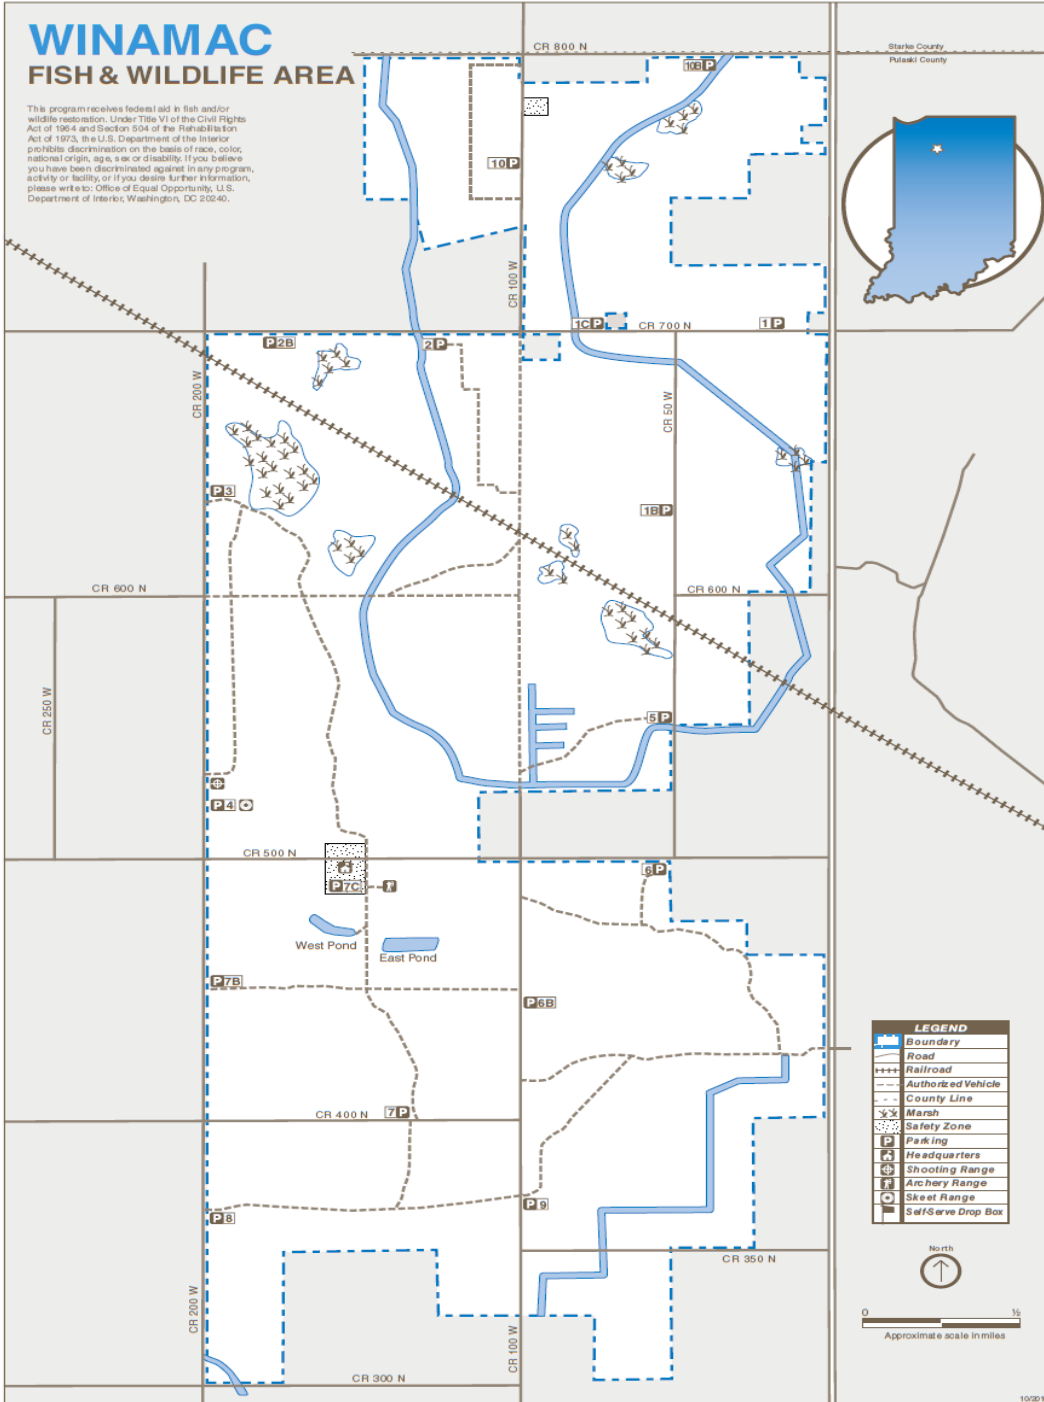 WINAMAC
FISH & WILDLIFE AREA
This program receives federal aid in fish and/or
wildlife restoration. Under Title VI of the Civil Rights
Act of 1964 and Section 504 of the Rehabilitation
Act of 1973, the U.S. Department of the Interior
prohibits discrimination on the basis of race, color,
national origin, age, sex or disability. If you believe
you have been discriminated against in any program,
activity or facility, or if you desire further information,
please write to: Office of Equal Opportunity, U.S.
Department of Interior, Washington, DC 20240.
CR 800 N
Starke County
Pulaski County
10B P
10 P
CR 100 W
1C P
CR 700 N
1 P
P 2B
2 P
CR 200 W
CR 50 W
P 3
1B P
CR 600 N
CR 600 N
CR 250 W
5 P
P 4
CR 500 N
6 P
P 7C
West Pond
East Pond
P 7B
P 6B
CR 400 N
7 P
P 8
P 9
CR 350 N
CR 200 W
CR 100 W
CR 300 N
LEGEND
Boundary
Road
Railroad
Authorized Vehicle
County Line
Marsh
Safety Zone
P Parking
Headquarters
Shooting Range
Archery Range
Skeet Range
Self-Serve Drop Box
North
0 ½
Approximate scale in miles